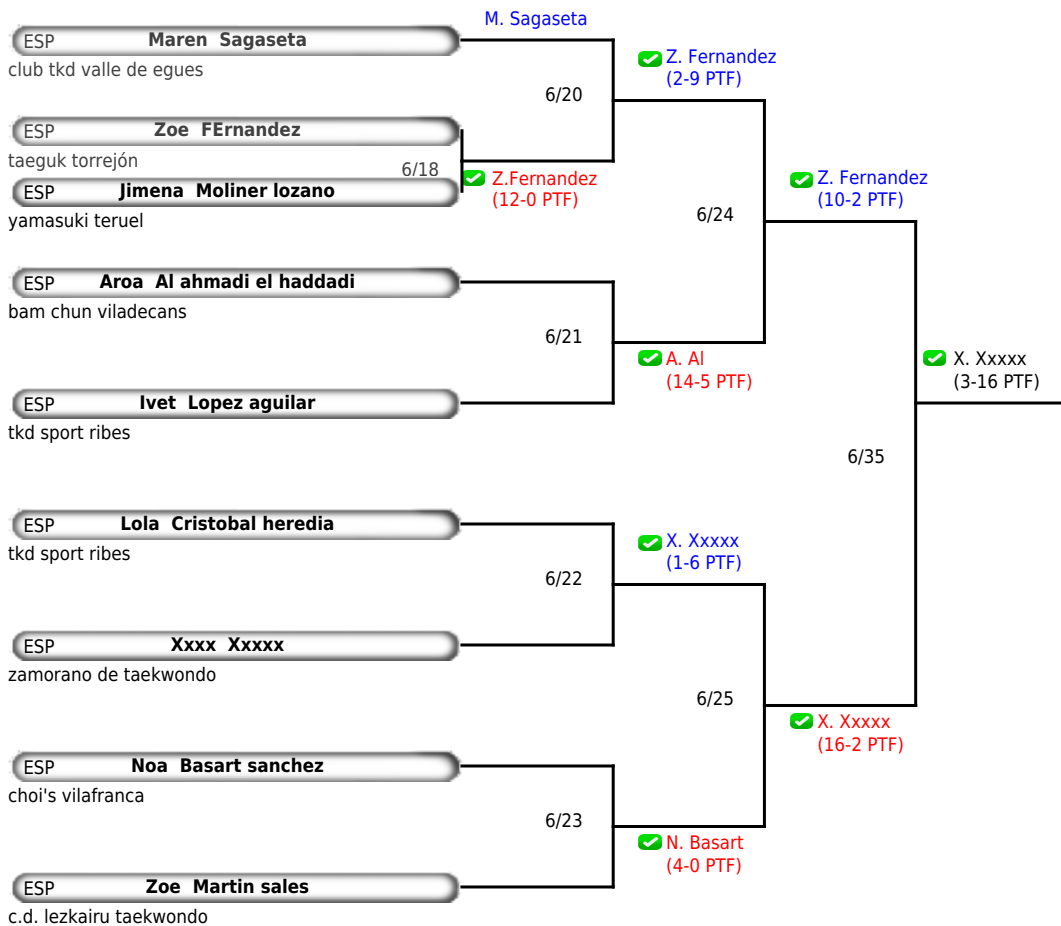 M. Sagaseta
ESP Maren Sagaseta
club tkd valle de egues
Z. Fernandez
(2-9 PTF)
6/20
ESP Zoe FErnandez
taeguk torrejón
6/18
Z.Fernandez
(12-0 PTF)
ESP Jimena Moliner lozano
yamasuki teruel
Z. Fernandez
(10-2 PTF)
6/24
ESP Aroa Al ahmadi el haddadi
bam chun viladecans
6/21
A. Al
(14-5 PTF)
X. Xxxxx
(3-16 PTF)
ESP Ivet Lopez aguilar
tkd sport ribes
6/35
ESP Lola Cristobal heredia
tkd sport ribes
X. Xxxxx
(1-6 PTF)
6/22
ESP Xxxx Xxxxx
zamorano de taekwondo
6/25
X. Xxxxx
(16-2 PTF)
ESP Noa Basart sanchez
choi's vilafranca
6/23
N. Basart
(4-0 PTF)
ESP Zoe Martin sales
c.d. lezkairu taekwondo